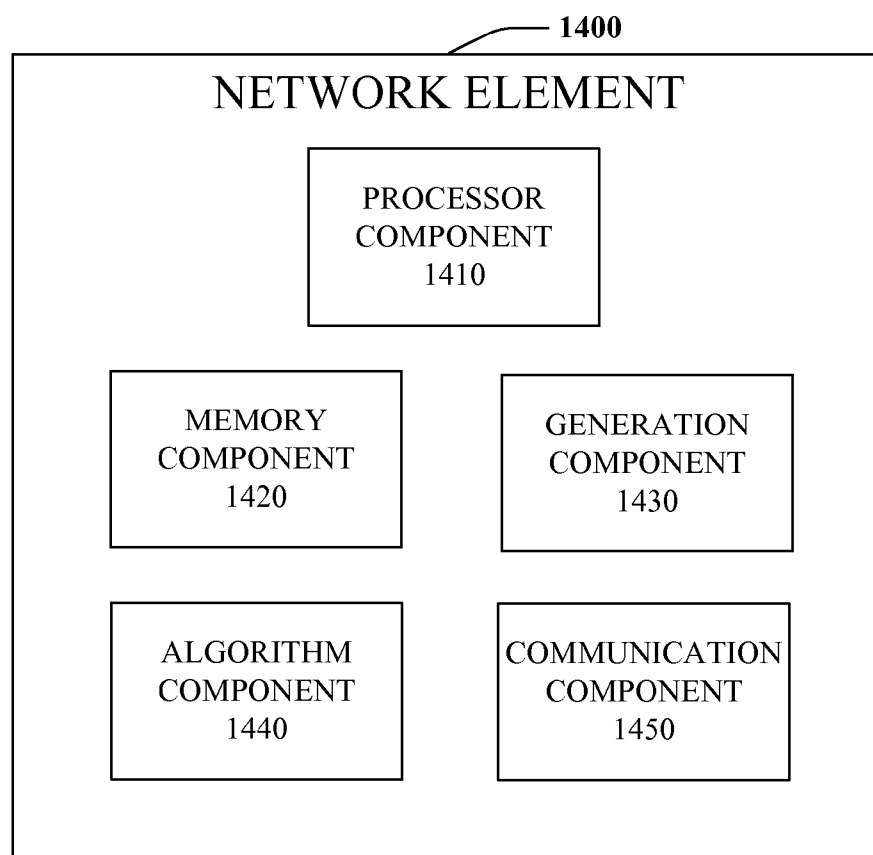 1400
NETWORK ELEMENT
PROCESSOR
COMPONENT
1410
MEMORY
COMPONENT
1420
GENERATION
COMPONENT
1430
ALGORITHM
COMPONENT
1440
COMMUNICATION
COMPONENT
1450